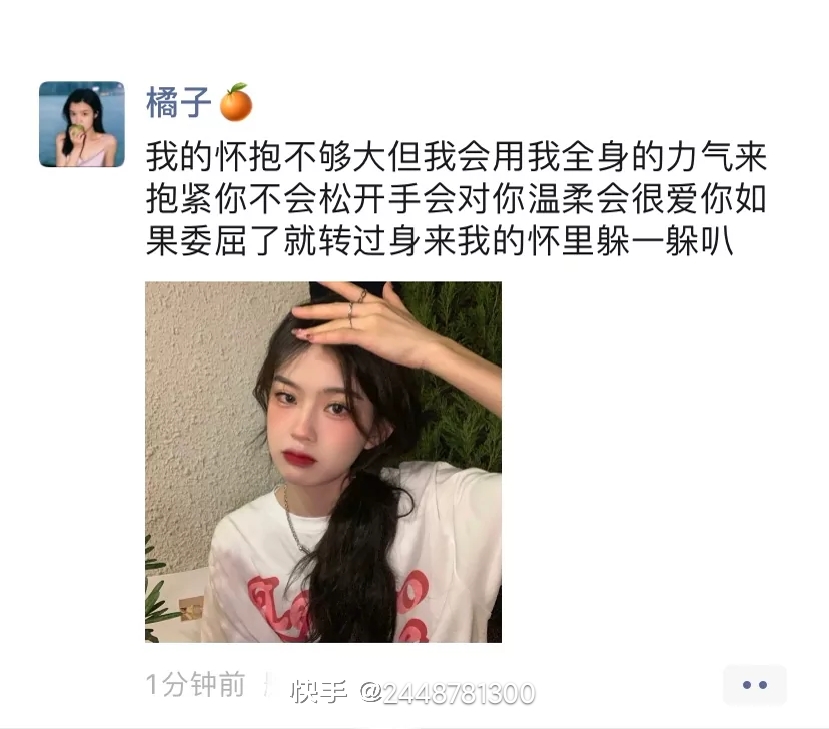 橘子🍊
我的怀抱不够大但我会用我全身的力气来
抱紧你不会松开手会对你温柔会很爱你如
果委屈了就转过身来我的怀里躲一躲叭
1分钟前
快手 @2448781300